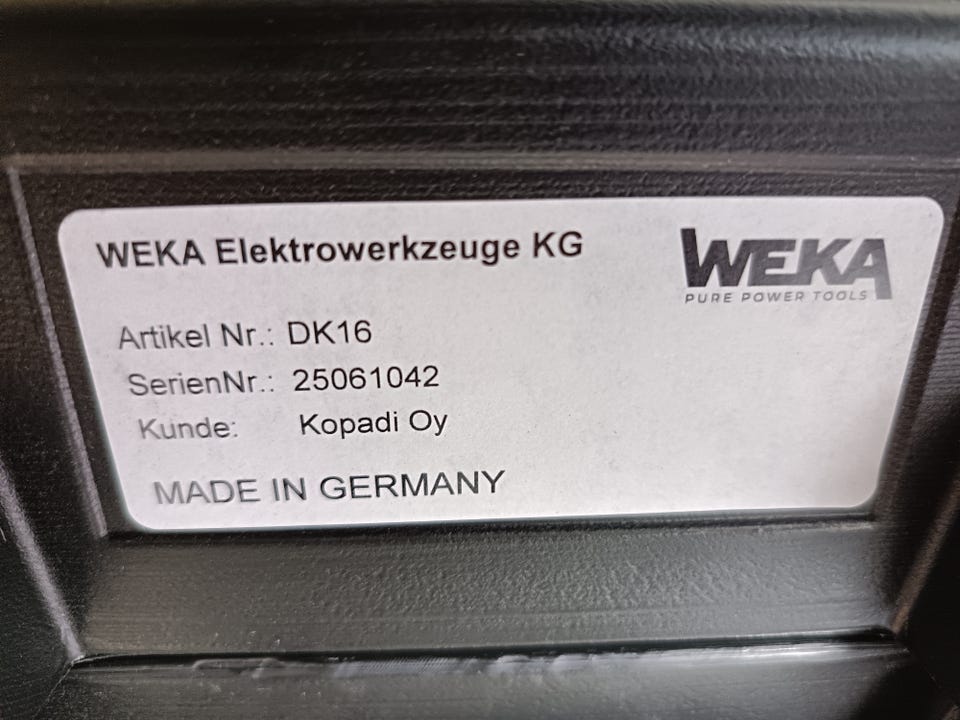 WEKA Elektrowerkzeuge KG
WEKA
PURE POWER TOOLS
Artikel Nr.: DK16
SerienNr.: 25061042
Kunde: Kopadi Oy
MADE IN GERMANY